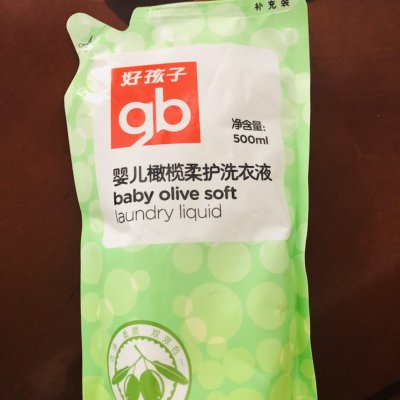 补充装
好孩子
gb
净含量:
500ml
婴儿橄榄柔护洗衣液
baby olive soft
laundry liquid